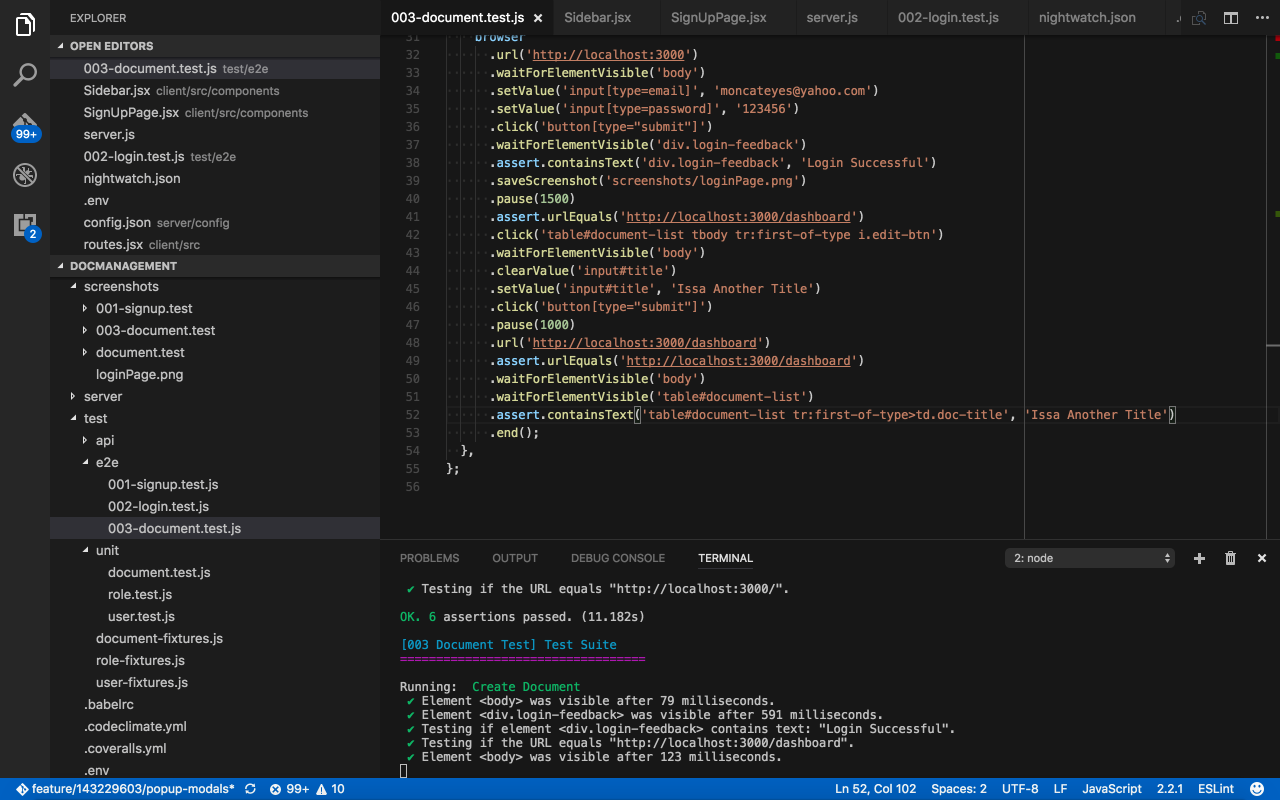 EXPLORER
OPEN EDITORS
003-document.test.js test/e2e
Sidebar.jsx client/src/components
SignUpPage.jsx client/src/components
server.js
002-login.test.js test/e2e
nightwatch.json
.env
config.json server/config
routes.jsx client/src
DOCMANAGEMENT
screenshots
001-signup.test
003-document.test
document.test
loginPage.png
server
test
api
e2e
001-signup.test.js
002-login.test.js
003-document.test.js
unit
document.test.js
role.test.js
user.test.js
document-fixtures.js
role-fixtures.js
user-fixtures.js
.babelrc
.codeclimate.yml
.coveralls.yml
.env
99+
2
003-document.test.js Sidebar.jsx SignUpPage.jsx server.js 002-login.test.js nightwatch.json
31 browser
32 .url('http://localhost:3000')
33 .waitForElementVisible('body')
34 .setValue('input[type=email]', 'moncateyes@yahoo.com')
35 .setValue('input[type=password]', '123456')
36 .click('button[type="submit"]')
37 .waitForElementVisible('div.login-feedback')
38 .assert.containsText('div.login-feedback', 'Login Successful')
39 .saveScreenshot('screenshots/loginPage.png')
40 .pause(1500)
41 .assert.urlEquals('http://localhost:3000/dashboard')
42 .click('table#document-list tbody tr:first-of-type i.edit-btn')
43 .waitForElementVisible('body')
44 .clearValue('input#title')
45 .setValue('input#title', 'Issa Another Title')
46 .click('button[type="submit"]')
47 .pause(1000)
48 .url('http://localhost:3000/dashboard')
49 .assert.urlEquals('http://localhost:3000/dashboard')
50 .waitForElementVisible('body')
51 .waitForElementVisible('table#document-list')
52 .assert.containsText('table#document-list tr:first-of-type>td.doc-title', 'Issa Another Title')
53 .end();
54 },
55 };
56
PROBLEMS OUTPUT DEBUG CONSOLE TERMINAL 2: node
✔ Testing if the URL equals "http://localhost:3000/".
OK. 6 assertions passed. (11.182s)
[003 Document Test] Test Suite
==================================
Running: Create Document
✔ Element <body> was visible after 79 milliseconds.
✔ Element <div.login-feedback> was visible after 591 milliseconds.
✔ Testing if element <div.login-feedback> contains text: "Login Successful".
✔ Testing if the URL equals "http://localhost:3000/dashboard".
✔ Element <body> was visible after 123 milliseconds.
feature/143229603/popup-modals* 99+ 10 Ln 52, Col 102 Spaces: 2 UTF-8 LF JavaScript 2.2.1 ESLint